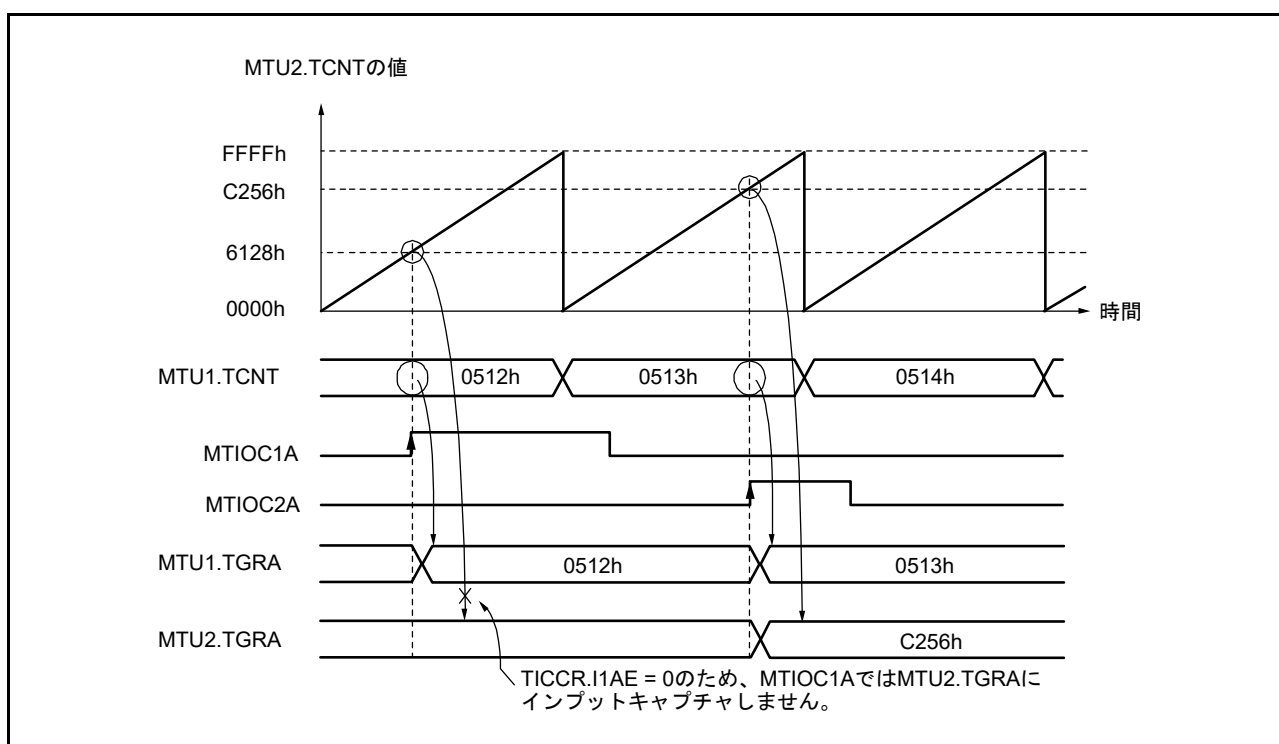 MTU2.TCNTの値
FFFFh
C256h
6128h
0000h
時間
MTU1.TCNT
0512h
0513h
0514h
MTIOC1A
MTIOC2A
MTU1.TGRA
0512h
0513h
MTU2.TGRA
C256h
TICCR.I1AE = 0のため、MTIOC1AではMTU2.TGRAに
インプットキャプチャしません。